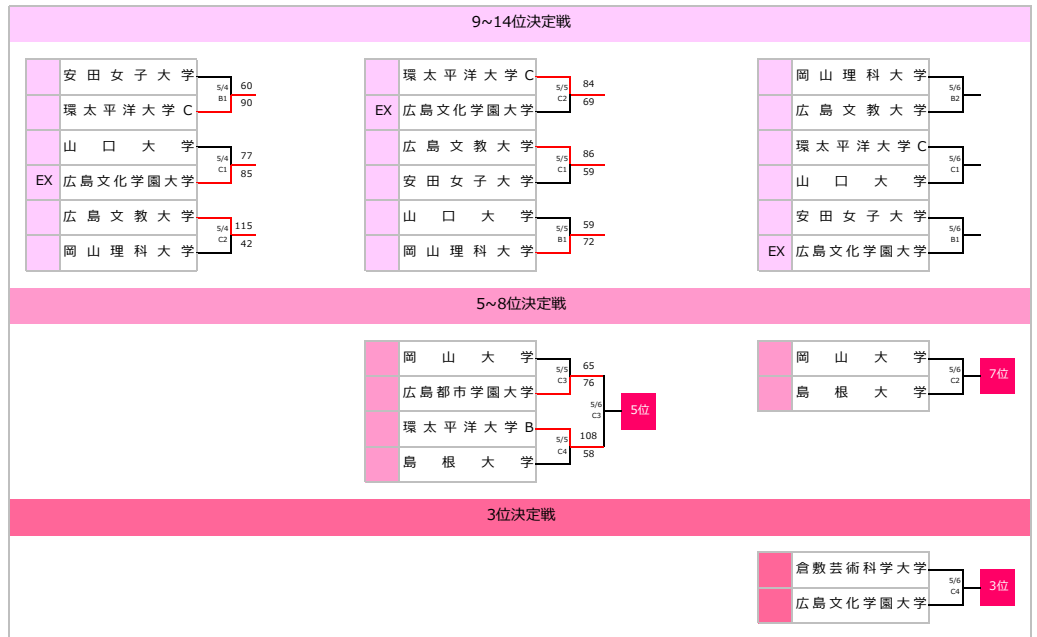 9~14位決定戦
安田女子大学
5/4
B1
60
90
環太平洋大学C
山口大学
5/4
C1
77
85
EX 広島文化学園大学
広島文教大学
5/4
C2
115
42
岡山理科大学
環太平洋大学C
5/5
C2
84
69
EX 広島文化学園大学
広島文教大学
5/5
C1
86
59
安田女子大学
山口大学
5/5
B1
59
72
岡山理科大学
岡山理科大学
5/6
B2
広島文教大学
環太平洋大学C
5/6
C1
山口大学
安田女子大学
5/6
B1
EX 広島文化学園大学
5~8位決定戦
岡山大学
5/5
C3
65
76
広島都市学園大学
5/6
C3
5位
環太平洋大学B
5/5
C4
108
58
島根大学
岡山大学
5/6
C2
7位
島根大学
3位決定戦
倉敷芸術科学大学
5/6
C4
3位
広島文化学園大学